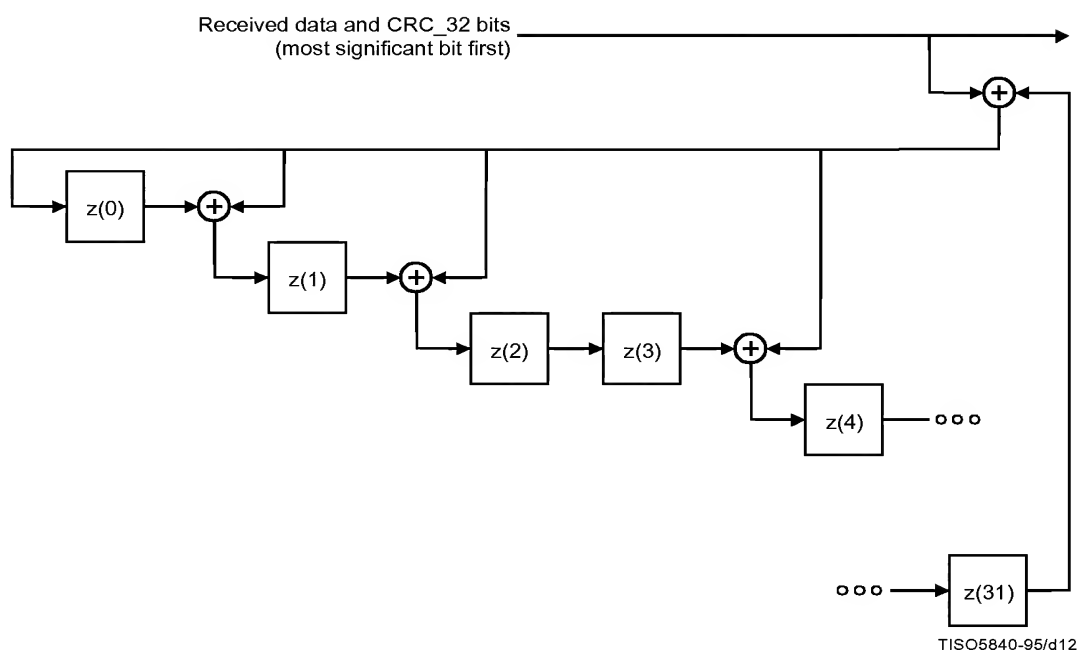 Received data and CRC_32 bits
(most significant bit first)
+
z(0)
+
z(1)
+
z(2)
z(3)
+
z(4)
z(31)
TISO5840-95/d12